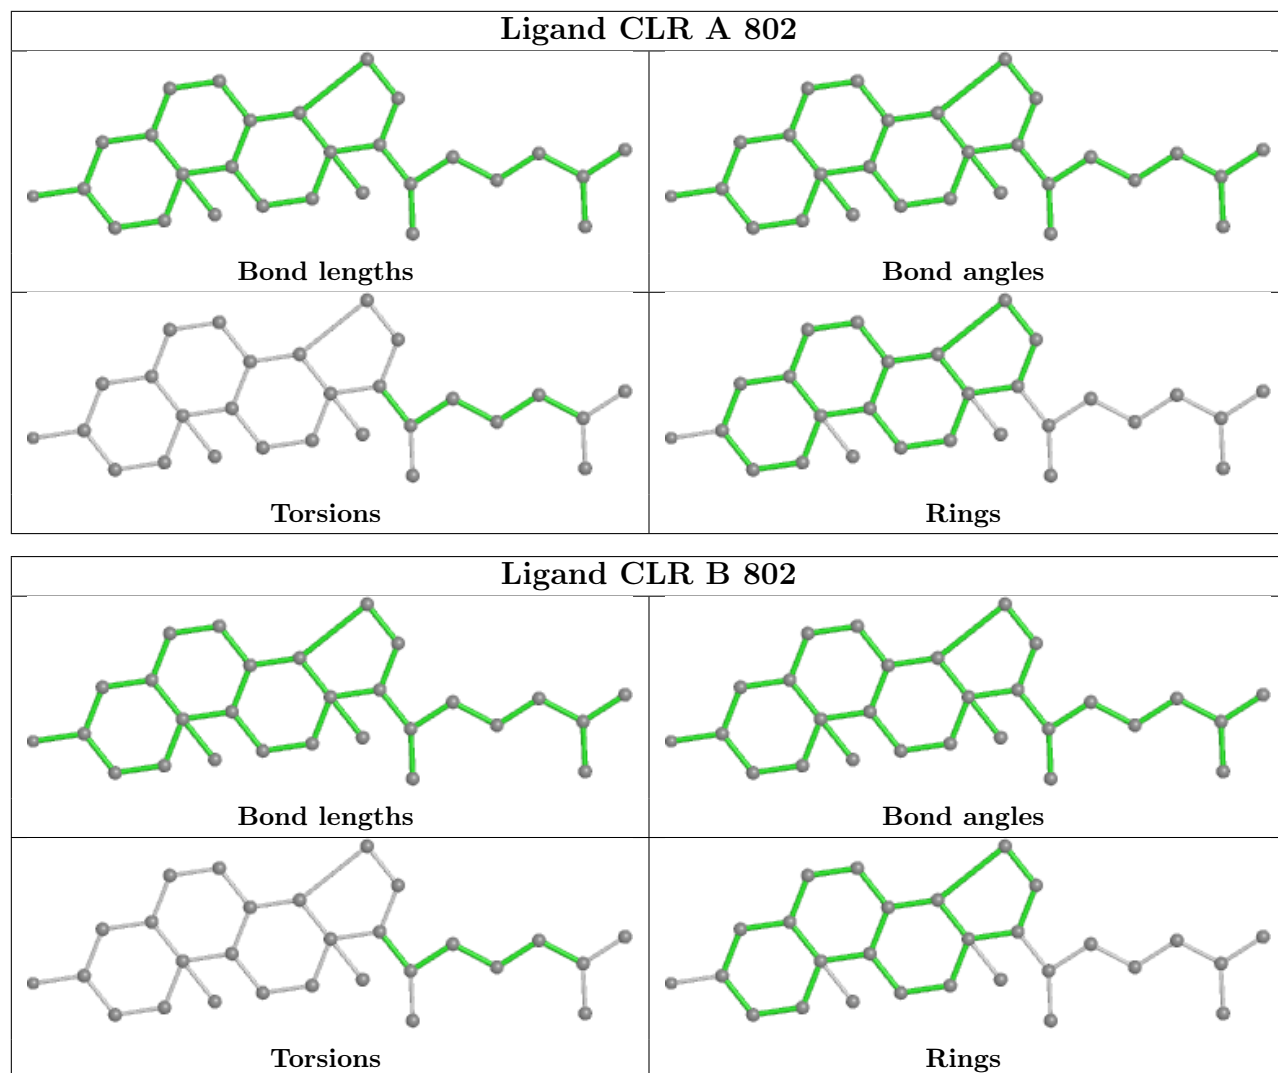 Ligand CLR A 802
Bond lengths
Bond angles
Torsions
Rings
Ligand CLR B 802
Bond lengths
Bond angles
Torsions
Rings